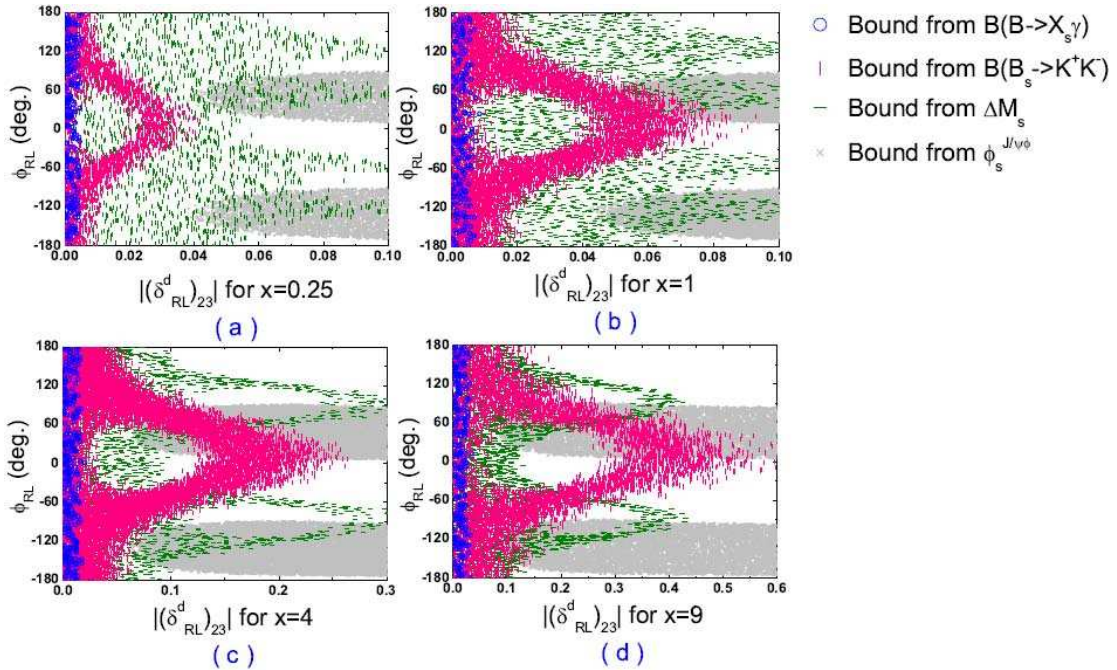 180
120
60
0
-60
-120
-180
ϕRL (deg.)
0.00 0.02 0.04 0.06 0.08 0.10
|(δ^d_RL)_23| for x=0.25
( a )
180
120
60
0
-60
-120
-180
ϕRL (deg.)
0.00 0.02 0.04 0.06 0.08 0.10
|(δ^d_RL)_23| for x=1
( b )
Bound from B(B->X_sγ)
Bound from B(B_s->K^+K^-)
Bound from ΔM_s
Bound from ϕ_s^J/ψϕ
180
120
60
0
-60
-120
-180
ϕRL (deg.)
0.0 0.1 0.2 0.3
|(δ^d_RL)_23| for x=4
( c )
180
120
60
0
-60
-120
-180
ϕRL (deg.)
0.0 0.1 0.2 0.3 0.4 0.5 0.6
|(δ^d_RL)_23| for x=9
( d )